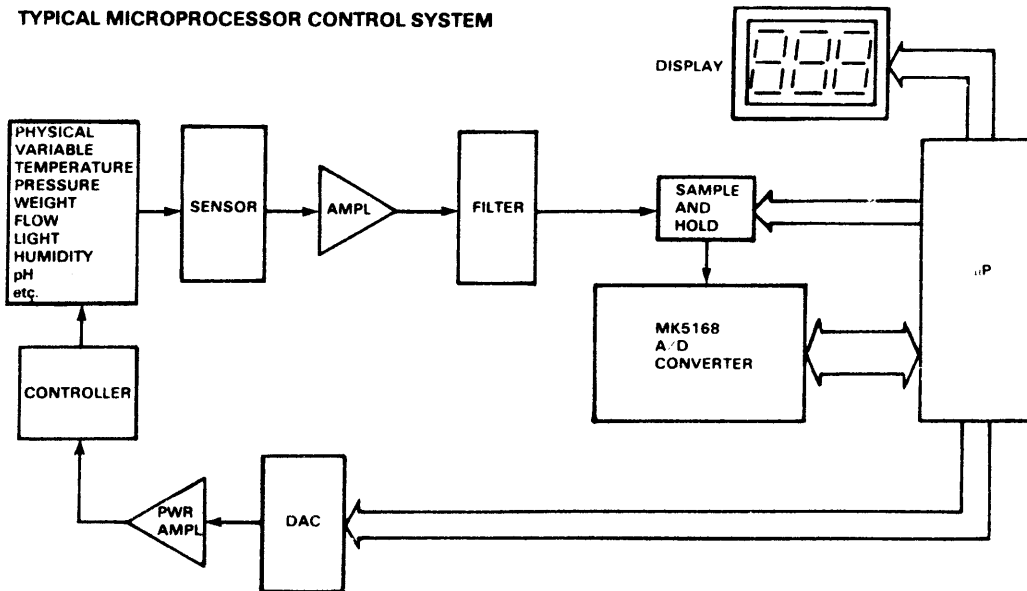 TYPICAL MICROPROCESSOR CONTROL SYSTEM
DISPLAY
PHYSICAL
VARIABLE
TEMPERATURE
PRESSURE
WEIGHT
FLOW
LIGHT
HUMIDITY
pH
etc.
SENSOR
AMPL
FILTER
SAMPLE
AND
HOLD
µP
MK5168
A/D
CONVERTER
CONTROLLER
PWR
AMPL
DAC